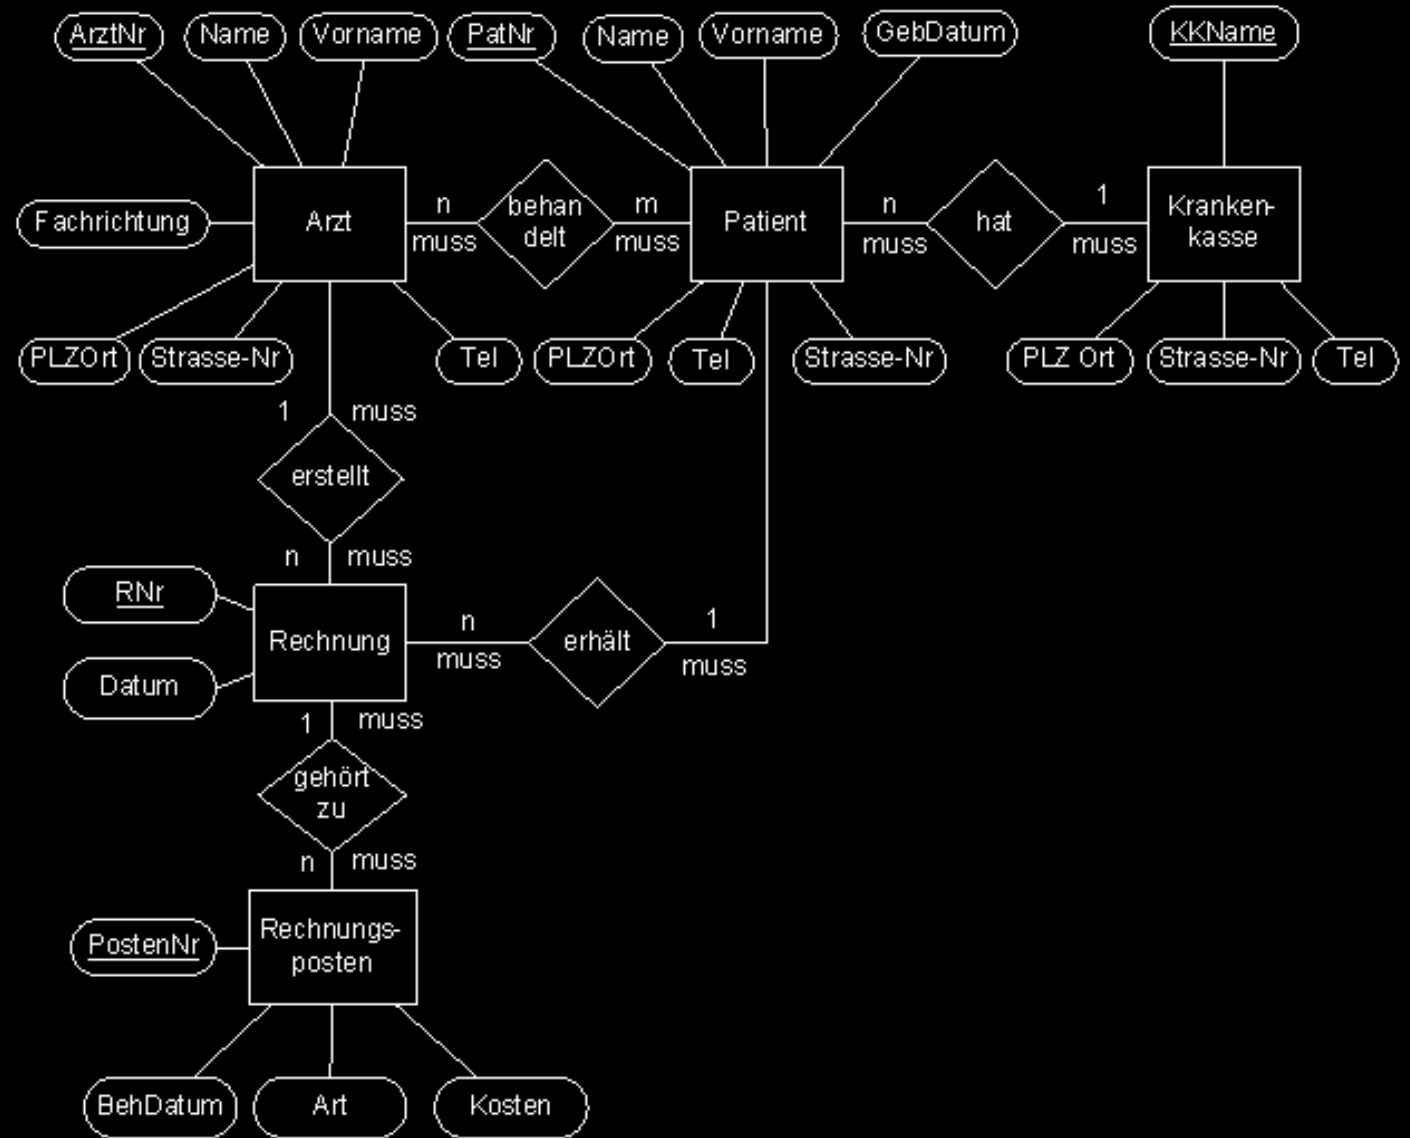 ArztNr
Name
Vorname
PatNr
Name
Vorname
GebDatum
KKName
Fachrichtung
Arzt
n
muss
behan
delt
m
muss
Patient
n
muss
hat
1
muss
Kranken-
kasse
PLZOrt
Strasse-Nr
Tel
PLZOrt
Tel
Strasse-Nr
PLZ Ort
Strasse-Nr
Tel
1
muss
erstellt
n
muss
RNr
Rechnung
Datum
n
muss
erhält
1
muss
1
muss
gehört
zu
n
muss
PostenNr
Rechnungs-
posten
BehDatum
Art
Kosten